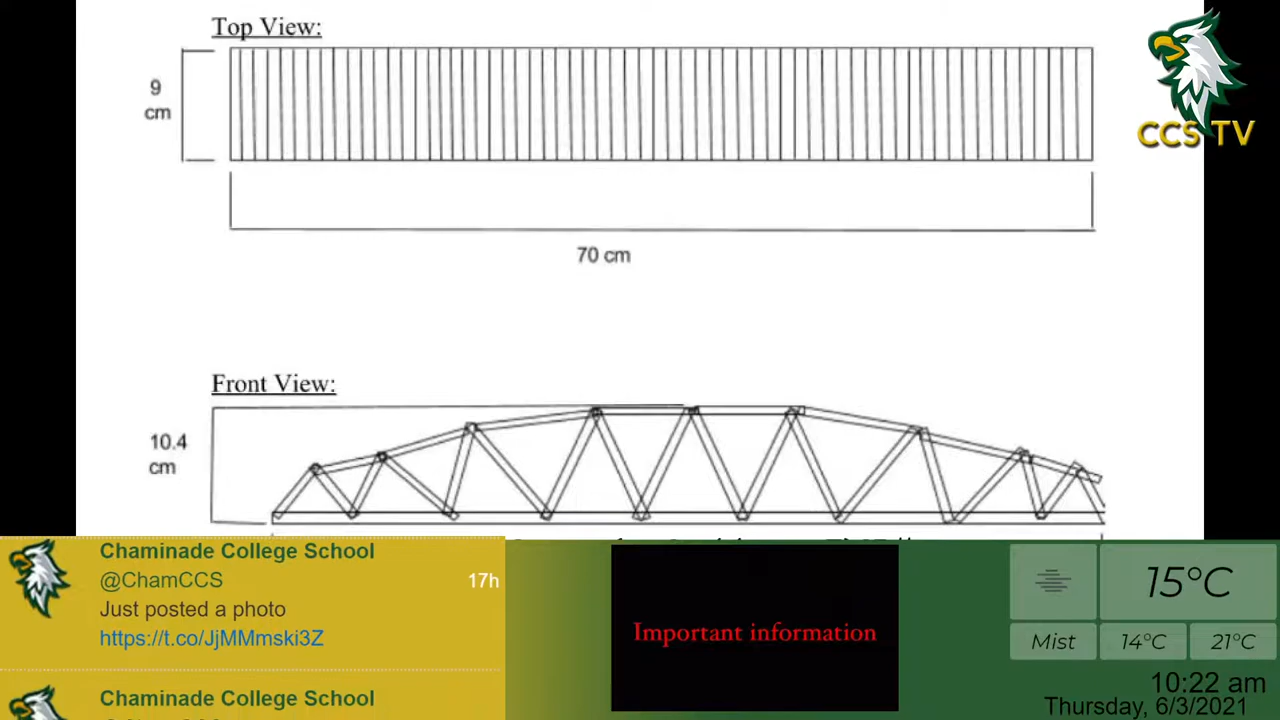 Top View:
9
cm
CCS TV
70 cm
Front View:
10.4
cm
Chaminade College School
@ChamCCS
17h
Just posted a photo
https://t.co/JjMMmski3Z
Chaminade College School
Important information
15°C
Mist
14°C
21°C
10:22 am
Thursday, 6/3/2021